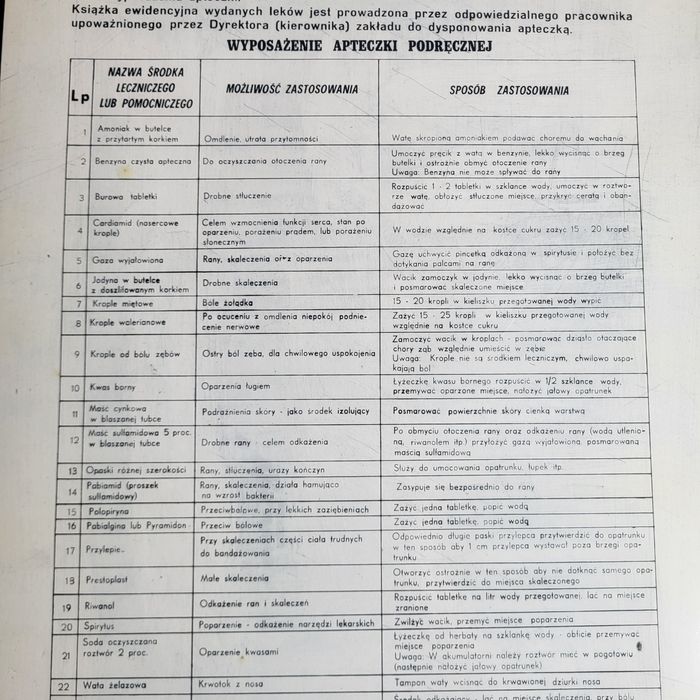 Książka ewidencyjna wydanych leków jest prowadzona przez odpowiedzialnego pracownika
upoważnionego przez Dyrektora (kierownika) zakładu do dysponowania apteczką.
WYPOSAŻENIE APTECZKI PODRĘCZNEJ
Lp
NAZWA ŚRODKA
LECZNICZEGO
LUB POMOCNICZEGO
MOŻLIWOŚĆ ZASTOSOWANIA
SPOSÓB ZASTOSOWANIA
1
Amoniak w butelce
z przytartym korkiem
Omdlenie, utrata przytomności
Watę skropioną amoniakiem podawać choremu do wąchania
2
Benzyna czysta apteczna
Do oczyszczania otoczenia rany
Umoczyć pręcik z watą w benzynie, lekko wycisnąć o brzeg
butelki i ostrożnie obmyć otoczenie rany
Uwaga: Benzyna nie może spływać do rany
3
Burowa tabletki
Drobne stłuczenie
Rozpuścić 1 - 2 tabletki w szklance wody, umoczyć w roztwo-
rze watę, obłożyć stłuczone miejsce, przykryć ceratą i oban-
dażować
4
Cardiamid (nasercowe
krople)
Celem wzmocnienia funkcji serca, stan po
oparzeniu, porażeniu prądem, lub porażeniu
słonecznym
W wodzie względnie na kostce cukru zażyć 15 - 20 kropel
5
Gaza wyjałowiona
Rany, skaleczenia oraz oparzenia
Gazę uchwycić pincetką odkażoną w spirytusie i położyć bez
dotykania palcami na ranę
6
Jodyna w butelce
z doszlifowanym korkiem
Drobne skaleczenia
Wacik zamoczyk w jodynie, lekko wycisnąć o brzeg butelki
i posmarować skaleczone miejsce
7
Krople miętowe
Bóle żołądka
15 - 20 kropli w kieliszku przegotowanej wody wypić
8
Krople walerianowe
Po ocuceniu z omdlenia niepokój podnie-
cenie nerwowe
Zażyć 15 - 25 kropli w kieliszku przegotowanej wody
względnie na kostce cukru
9
Krople od bólu zębów
Ostry ból zęba, dla chwilowego uspokojenia
Zamoczyć wacik w kroplach - posmarować dziąsło otaczające
chory ząb względnie umieścić w zębie
Uwaga: Krople nie są środkiem leczniczym, chwilowo uspa-
kajają ból
10
Kwas borny
Oparzenia ługiem
Łyżeczkę kwasu bornego rozpuścić w 1/2 szklance wody,
przemywać oparzone miejsce, nałożyć jałowy opatrunek
11
Maść cynkowa
w blaszanej tubce
Podrażnienia skóry - jako środek izolujący
Posmarować powierzchnie skóry cienką warstwą
12
Maść sulfamidowa 5 proc.
w blaszanej tubce
Drobne rany - celem odkażenia
Po obmyciu otoczenia rany oraz odkażeniu rany (wodą utlenio-
ną, riwanolem itp.) przyłożyć gazą wyjałowioną, posmarowaną
maścią sulfamidową
13
Opaski różnej szerokości
Rany, stłuczenia, urazy kończyn
Służy do umocowania opatrunku, łupek itp.
14
Pabiamid (proszek
sulfamidowy)
Rany, skaleczenia, działa hamująco
na wzrost bakterii
Zasypuje się bezpośrednio do rany
15
Polopiryna
Przeciwbólowe, przy lekkich zaziębieniach
Zażyć jedną tabletkę, popić wodą
16
Pabialgina lub Pyramidon
Przeciw bólowe
Zażyć jedną tabletkę, popić wodą
17
Przylepiec
Przy skaleczeniach części ciała trudnych
do bandażowania
Odpowiednio długie paski przylepca przytwierdzić do opatrunku
w ten sposób aby 1 cm przylepca wystawał poza brzegi opa-
trunku
18
Prestoplast
Małe skaleczenia
Otworzyć ostrożnie w ten sposób aby nie dotknąć samego opa-
trunku, przytwierdzić do miejsca skaleczonego
19
Riwanol
Odkażenie ran i skaleczeń
Rozpuścić tabletkę na litr wody przegotowanej, lać na miejsce
zranione
20
Spirytus
Poparzenie - odkażenie narzędzi lekarskich
Zwilżyć wacik, przemyć miejsce poparzenia
21
Soda oczyszczona
roztwór 2 proc.
Oparzenie kwasami
Łyżeczkę od herbaty na szklankę wody - obficie przemywać
miejsce poparzenia
Uwaga: W akumulatorni należy roztwór mieć w pogotowiu
(następnie nałożyć jałowy opatrunek)
22
Wata żelazowa
Krwotok z nosa
Tampon waty wcisnąć do krwawionej dziurki nosa